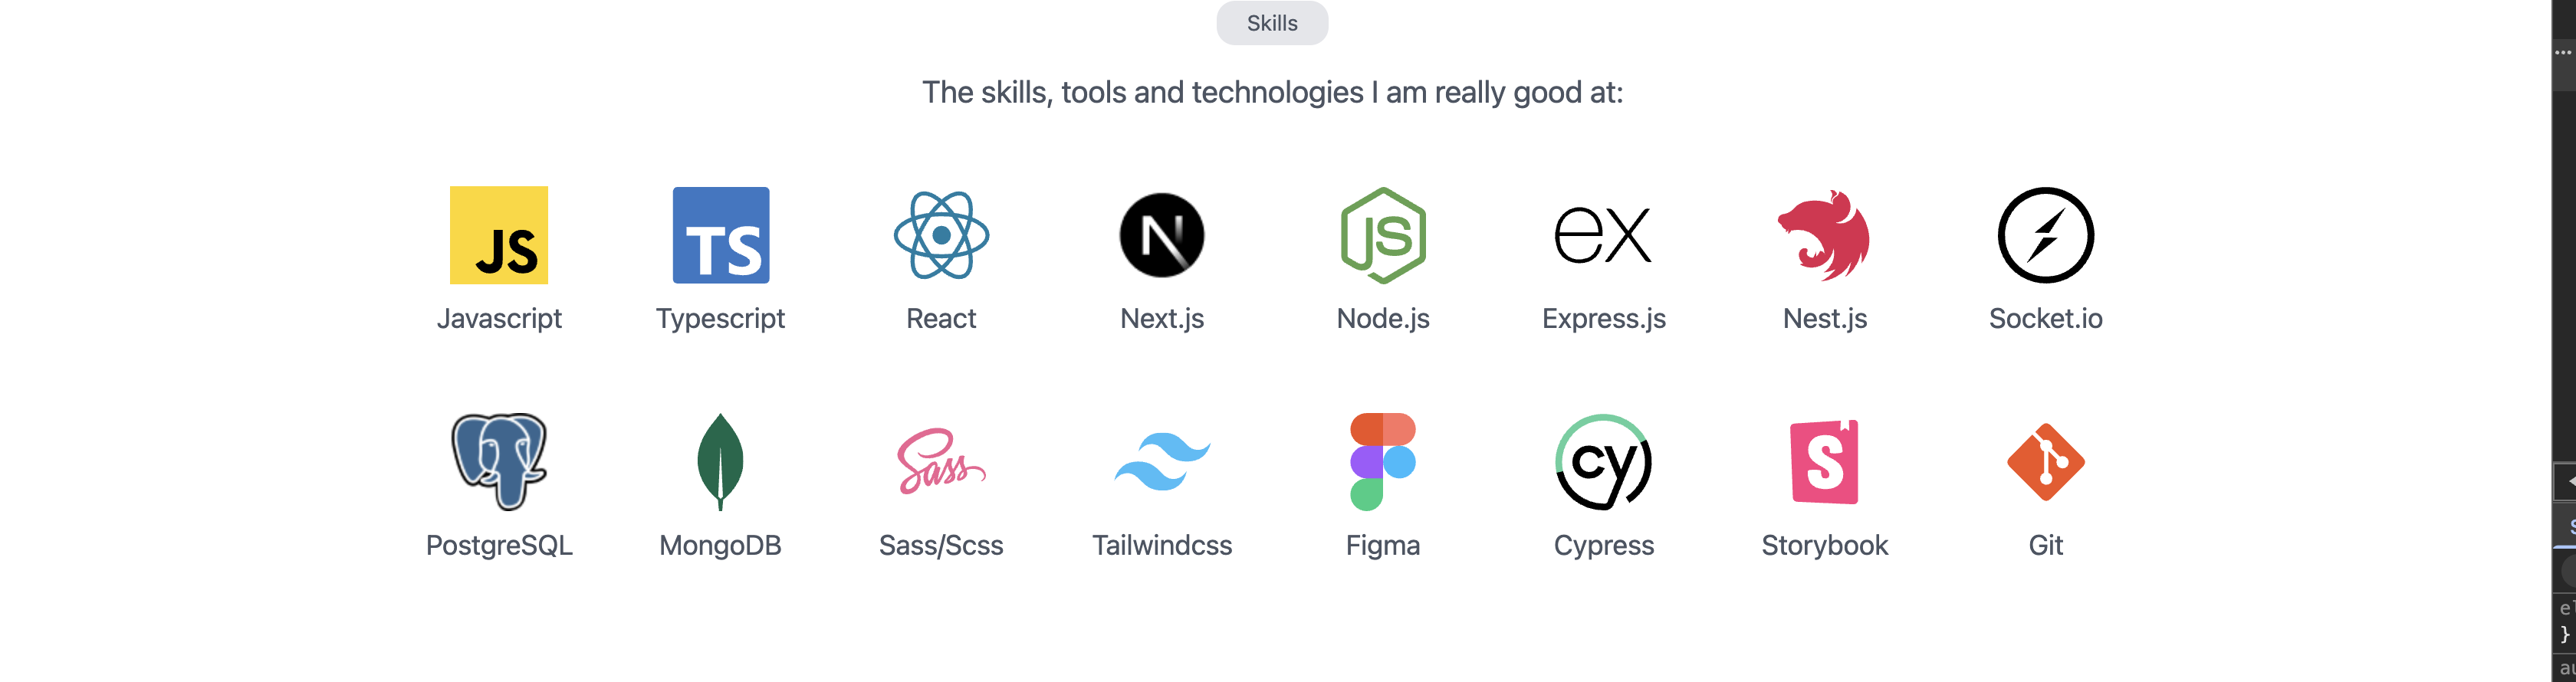 Skills
The skills, tools and technologies I am really good at:
JS TS N JS ex
Javascript Typescript React Next.js Node.js Express.js Nest.js Socket.io
Sass cy S
PostgreSQL MongoDB Sass/Scss Tailwindcss Figma Cypress Storybook Git
}